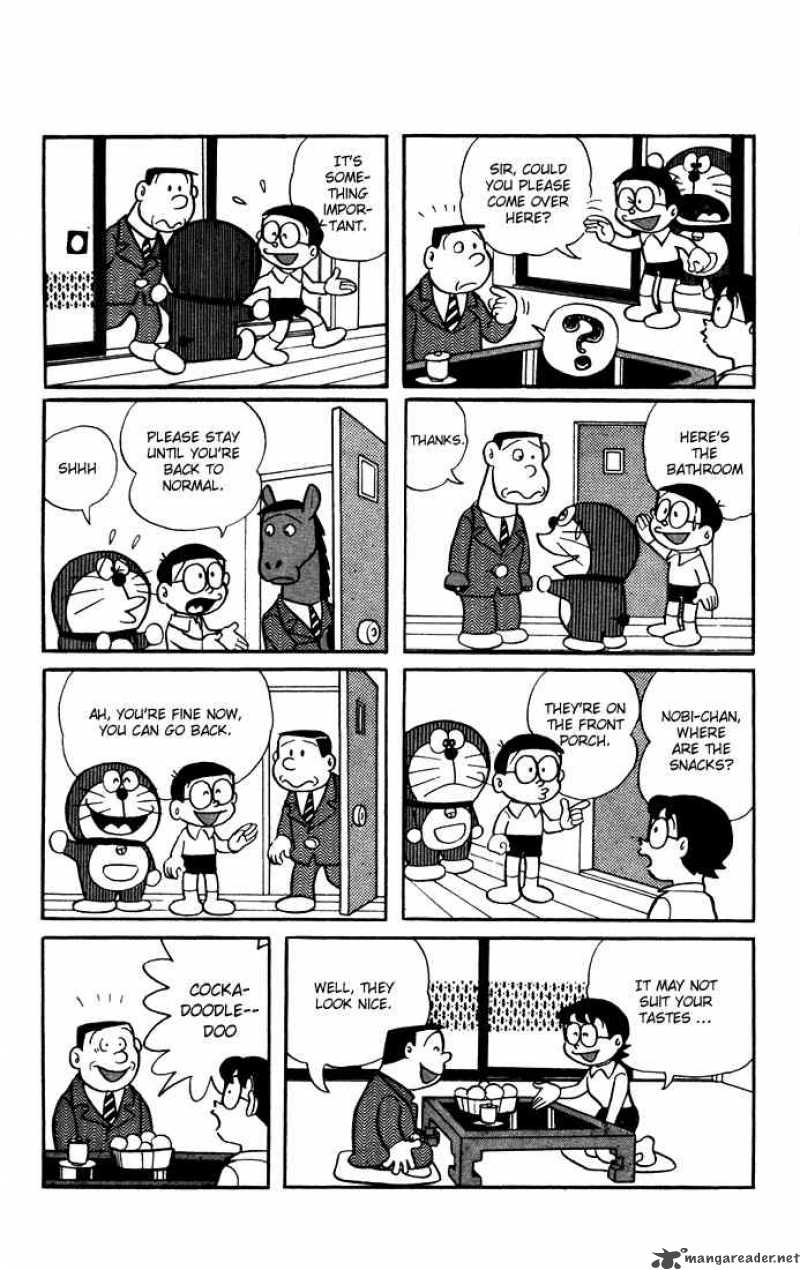 SIR, COULD
YOU PLEASE
COME OVER
HERE?
?
IT'S
SOME-
THING
IMPOR-
TANT.
HERE'S
THE
BATHROOM
THANKS.
PLEASE STAY
UNTIL YOU'RE
BACK TO
NORMAL.
SHHH
NOBI-CHAN,
WHERE
ARE THE
SNACKS?
THEY'RE ON
THE FRONT
PORCH.
AH, YOU'RE FINE NOW,
YOU CAN GO BACK.
IT MAY NOT
SUIT YOUR
TASTES ...
WELL, THEY
LOOK NICE.
COCKA-
DOODLE--
DOO
mangareader.net